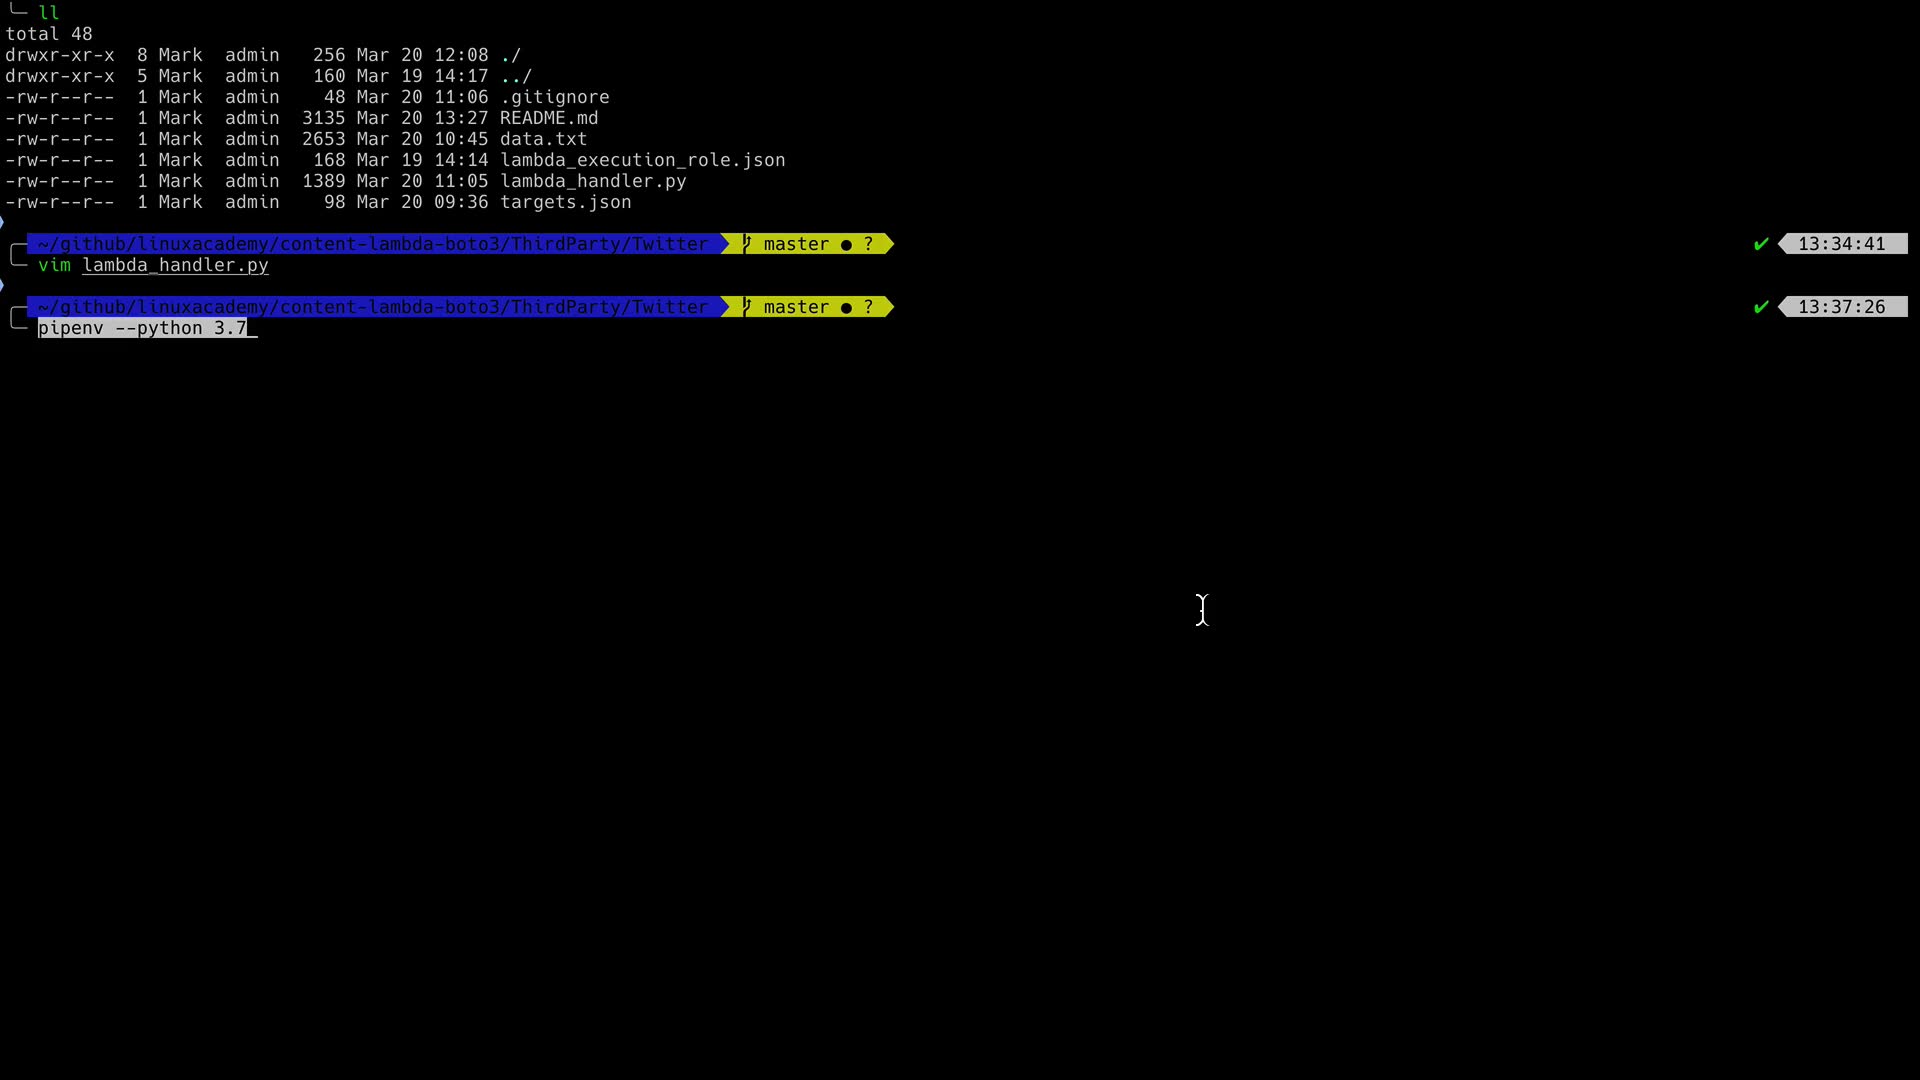 ll
total 48
drwxr-xr-x  8 Mark  admin   256 Mar 20 12:08 ./
drwxr-xr-x  5 Mark  admin   160 Mar 19 14:17 ../
-rw-r--r--  1 Mark  admin    48 Mar 20 11:06 .gitignore
-rw-r--r--  1 Mark  admin  3135 Mar 20 13:27 README.md
-rw-r--r--  1 Mark  admin  2653 Mar 20 10:45 data.txt
-rw-r--r--  1 Mark  admin   168 Mar 19 14:14 lambda_execution_role.json
-rw-r--r--  1 Mark  admin  1389 Mar 20 11:05 lambda_handler.py
-rw-r--r--  1 Mark  admin    98 Mar 20 09:36 targets.json
~/github/linuxacademy/content-lambda-boto3/ThirdParty/Twitter master ● ? ✔ 13:34:41
vim lambda_handler.py
~/github/linuxacademy/content-lambda-boto3/ThirdParty/Twitter master ● ? ✔ 13:37:26
pipenv --python 3.7